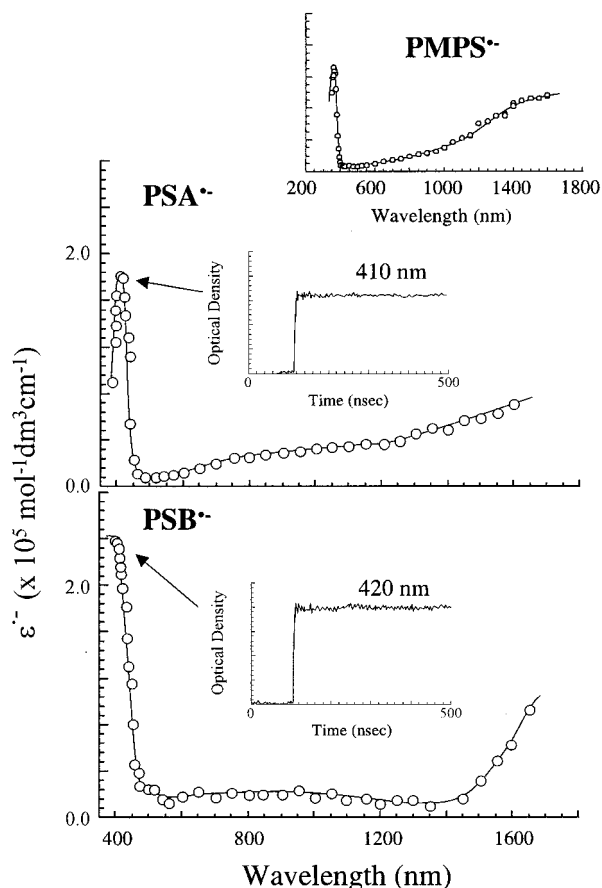 PMPS•-
200 600 1000 1400 1800
Wavelength (nm)
PSA•-
2.0
0.0
Optical Density
410 nm
0 500
Time (nsec)
ε•- (x 10⁵ mol⁻¹dm³cm⁻¹)
PSB•-
2.0
0.0
Optical Density
420 nm
0 500
Time (nsec)
400 800 1200 1600
Wavelength (nm)